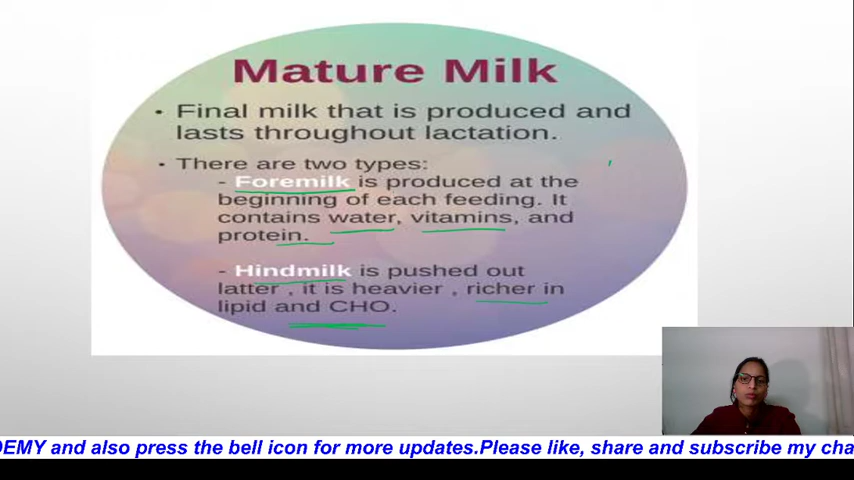 Mature Milk
• Final milk that is produced and
lasts throughout lactation.
• There are two types:
- Foremilk is produced at the
beginning of each feeding. It
contains water, vitamins, and
protein.
- Hindmilk is pushed out
latter , it is heavier , richer in
lipid and CHO.
DEMY and also press the bell icon for more updates.Please like, share and subscribe my cha